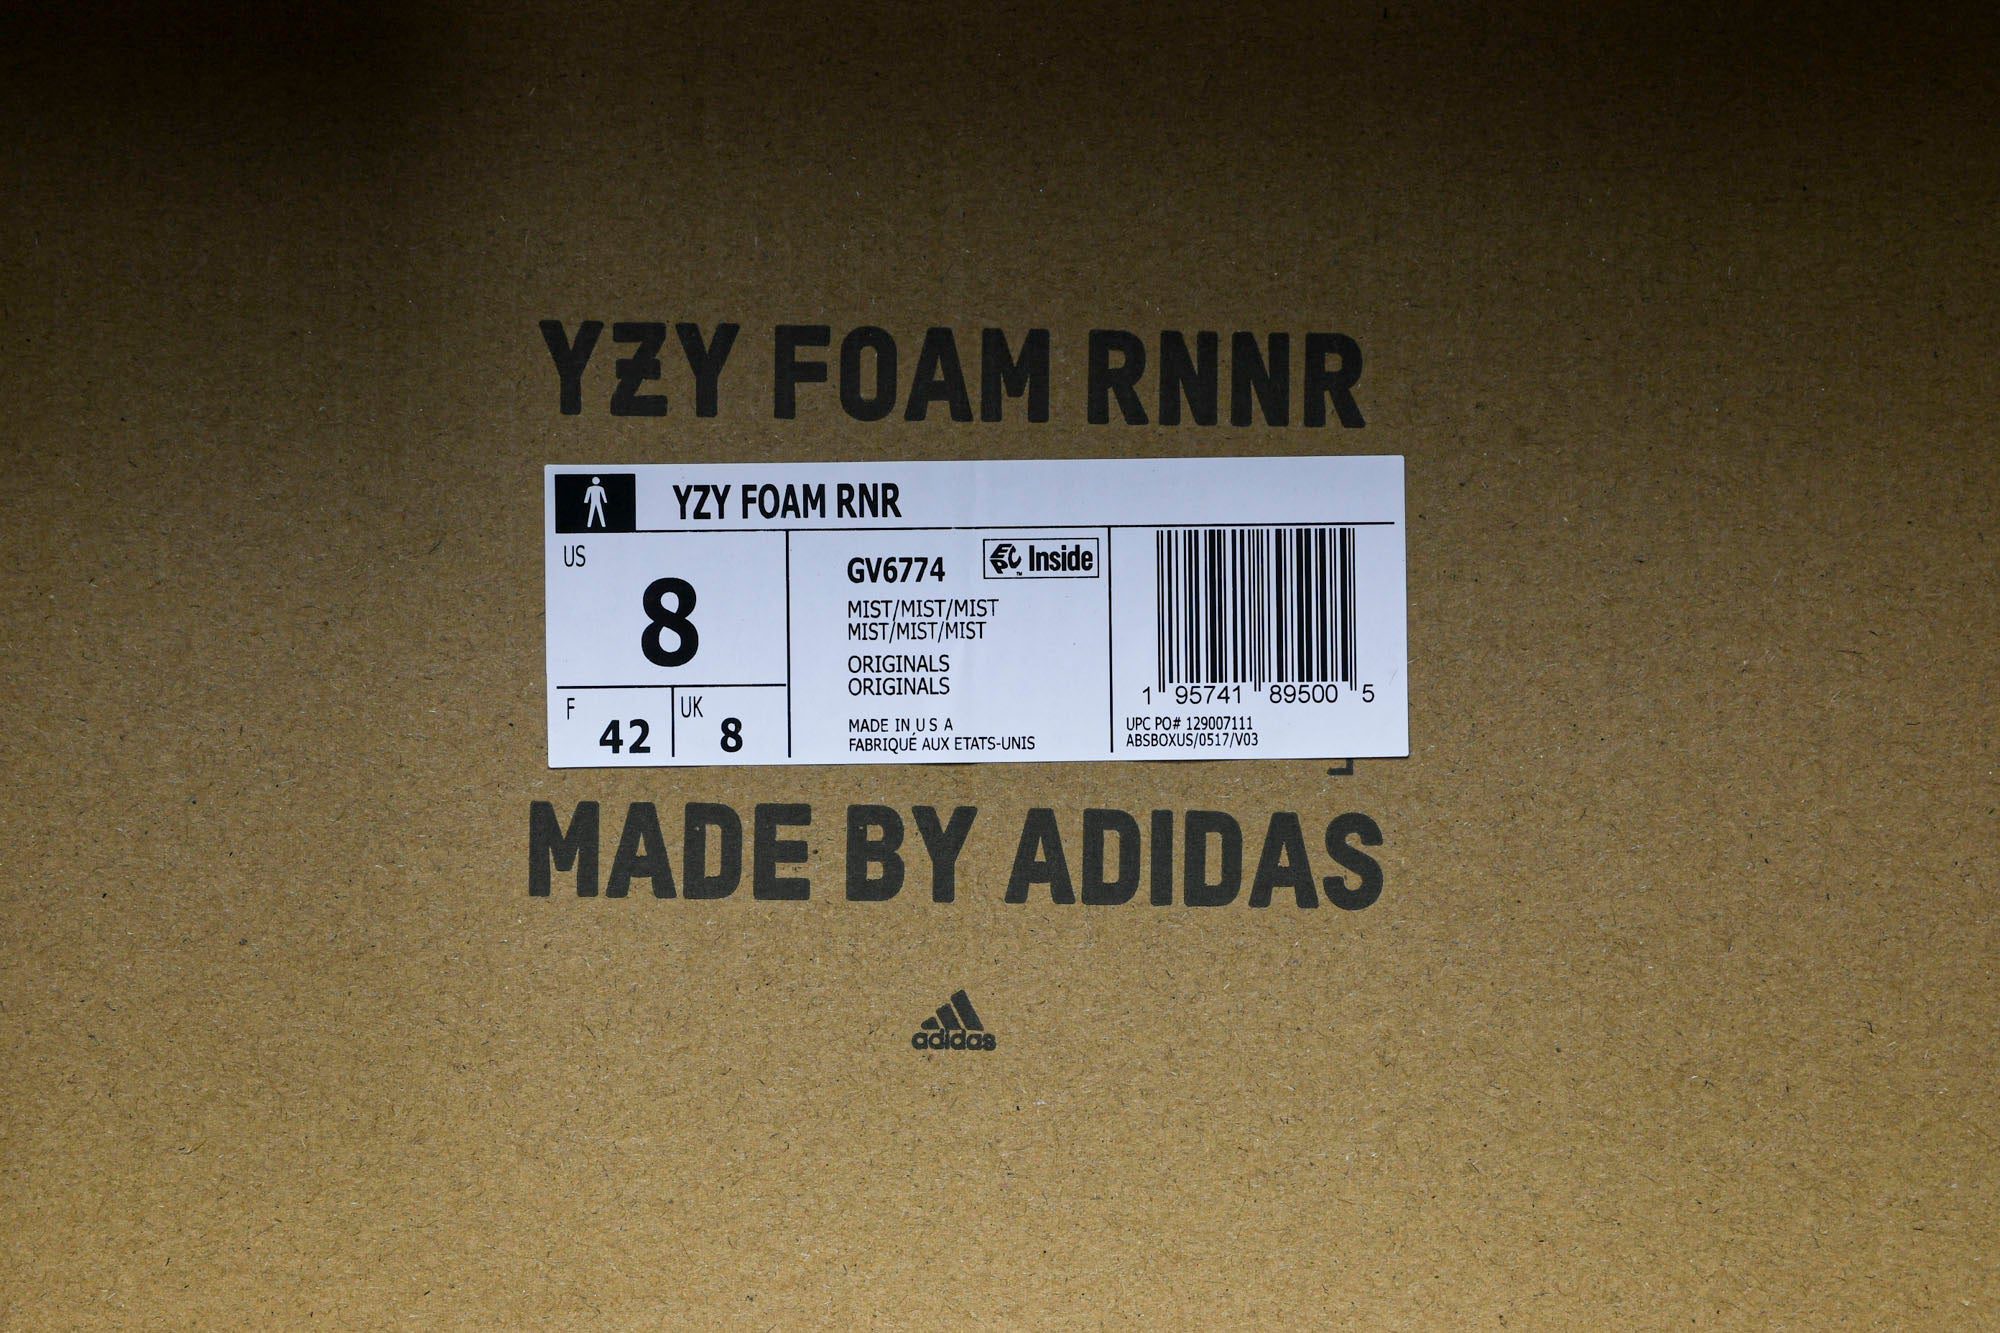 YZY FOAM RNNR
YZY FOAM RNR
US
8
F
42
UK
8
GV6774
EPC Inside
™
MIST/MIST/MIST
MIST/MIST/MIST
ORIGINALS
ORIGINALS
MADE IN U S A
FABRIQUÉ AUX ETATS-UNIS
1 95741 89500 5
UPC PO# 129007111
ABSBOXUS/0517/V03
MADE BY ADIDAS
adidas